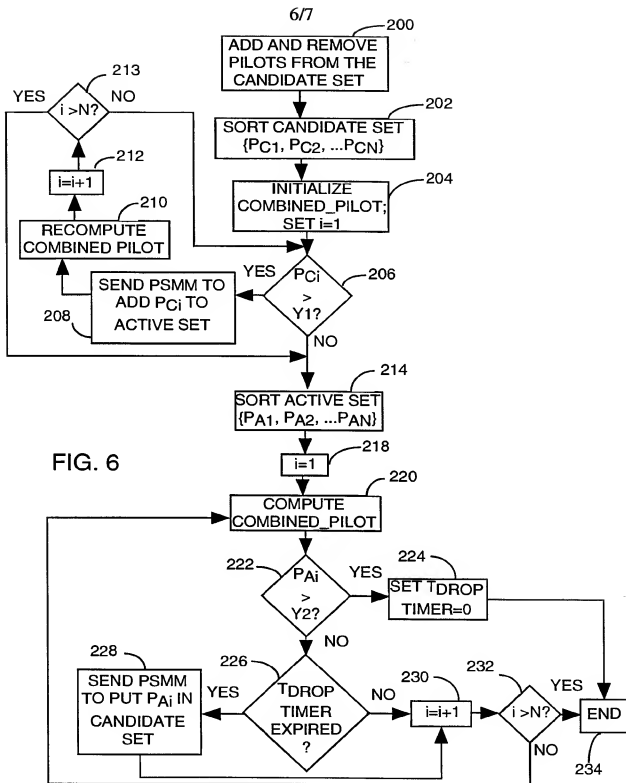 6/7
200
ADD AND REMOVE
PILOTS FROM THE
CANDIDATE SET
202
SORT CANDIDATE SET
{PC1, PC2, ...PCN}
204
INITIALIZE
COMBINED_PILOT;
SET i=1
213
YES
i >N?
NO
212
i=i+1
210
RECOMPUTE
COMBINED PILOT
206
YES
PCi
>
Y1?
NO
SEND PSMM TO
ADD PCi TO
ACTIVE SET
208
214
SORT ACTIVE SET
{PA1, PA2, ...PAN}
218
i=1
FIG. 6
220
COMPUTE
COMBINED_PILOT
222
PAi
>
Y2?
YES
NO
224
SET TDROP
TIMER=0
228
SEND PSMM
TO PUT PAi IN
CANDIDATE
SET
226
YES
TDROP
TIMER
EXPIRED
?
NO
230
i=i+1
232
i >N?
YES
NO
END
234